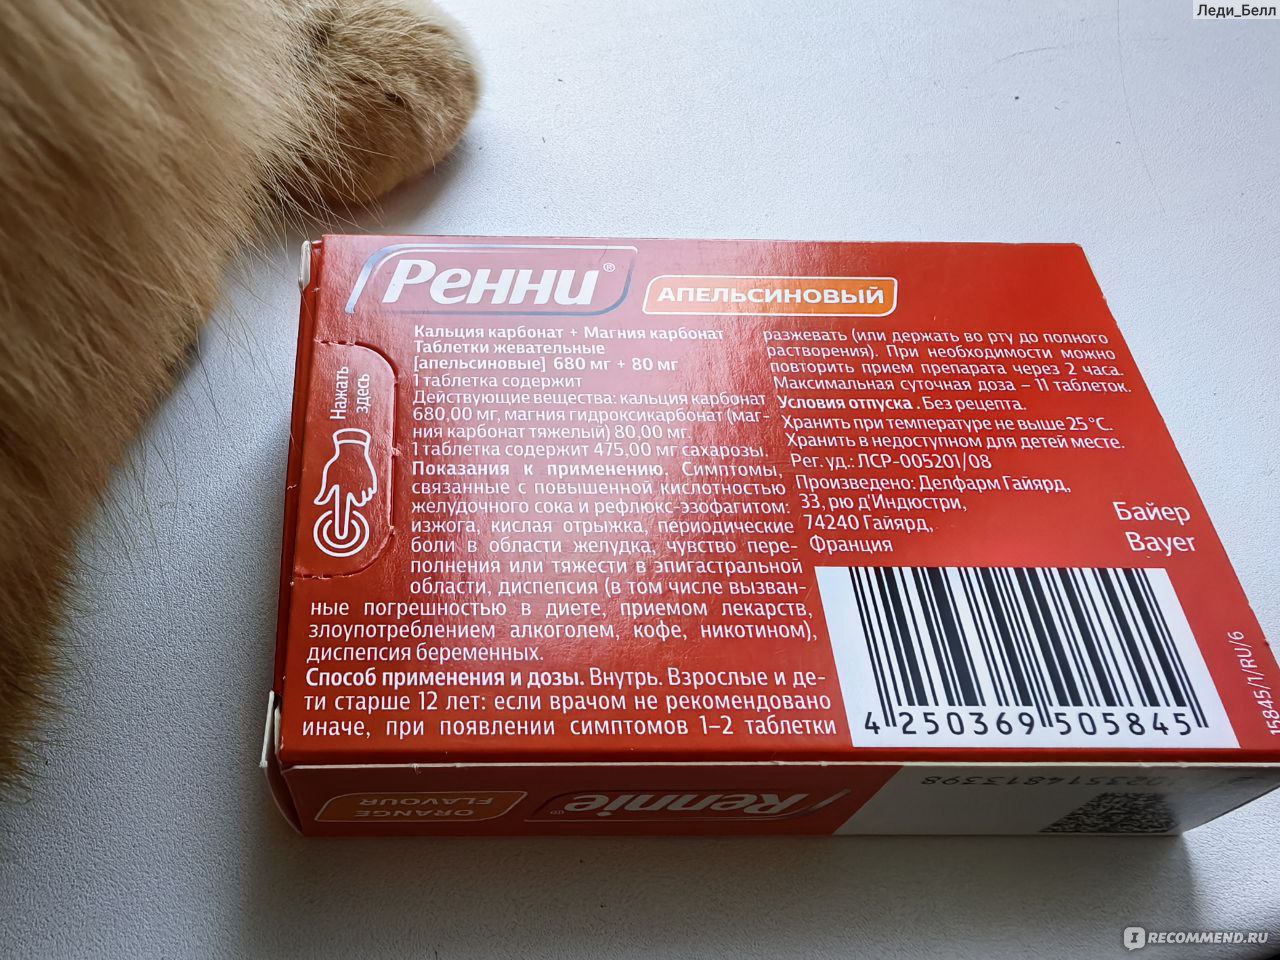 Леди_Белл
Ренни®
АПЕЛЬСИНОВЫЙ
Нажать
здесь
Кальция карбонат + Магния карбонат
Таблетки жевательные
[апельсиновые] 680 мг + 80 мг
1 таблетка содержит
Действующие вещества: кальция карбонат
680,00 мг, магния гидроксикарбонат (маг-
ния карбонат тяжелый) 80,00 мг.
1 таблетка содержит 475,00 мг сахарозы.
Показания к применению. Симптомы,
связанные с повышенной кислотностью
желудочного сока и рефлюкс-эзофагитом:
изжога, кислая отрыжка, периодические
боли в области желудка, чувство пере-
полнения или тяжести в эпигастральной
области, диспепсия (в том числе вызван-
ные погрешностью в диете, приемом лекарств,
злоупотреблением алкоголем, кофе, никотином),
диспепсия беременных.
Способ применения и дозы. Внутрь. Взрослые и де-
ти старше 12 лет: если врачом не рекомендовано
иначе, при появлении симптомов 1-2 таблетки
разжевать (или держать во рту до полного
растворения). При необходимости можно
повторить прием препарата через 2 часа.
Максимальная суточная доза – 11 таблеток.
Условия отпуска. Без рецепта.
Хранить при температуре не выше 25 °C.
Хранить в недоступном для детей месте.
Рег. уд.: ЛСР-005201/08
Произведено: Делфарм Гайярд,
33, рю д'Индюстри,
74240 Гайярд,
Франция
Байер
Bayer
4 250369 505845
15845/1/RU/6
Rennie®
ORANGE
FLAVOUR
02351481339​8
IRECOMMEND.RU